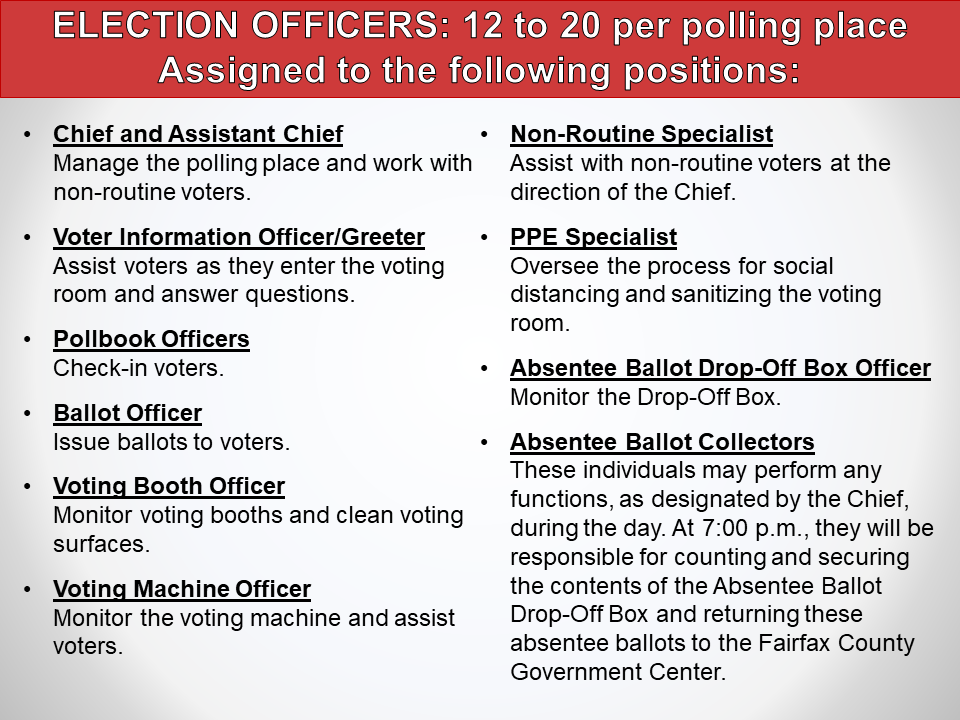 ELECTION OFFICERS: 12 to 20 per polling place
Assigned to the following positions:
• Chief and Assistant Chief
Manage the polling place and work with
non-routine voters.
• Voter Information Officer/Greeter
Assist voters as they enter the voting
room and answer questions.
• Pollbook Officers
Check-in voters.
• Ballot Officer
Issue ballots to voters.
• Voting Booth Officer
Monitor voting booths and clean voting
surfaces.
• Voting Machine Officer
Monitor the voting machine and assist
voters.
• Non-Routine Specialist
Assist with non-routine voters at the
direction of the Chief.
• PPE Specialist
Oversee the process for social
distancing and sanitizing the voting
room.
• Absentee Ballot Drop-Off Box Officer
Monitor the Drop-Off Box.
• Absentee Ballot Collectors
These individuals may perform any
functions, as designated by the Chief,
during the day. At 7:00 p.m., they will be
responsible for counting and securing
the contents of the Absentee Ballot
Drop-Off Box and returning these
absentee ballots to the Fairfax County
Government Center.